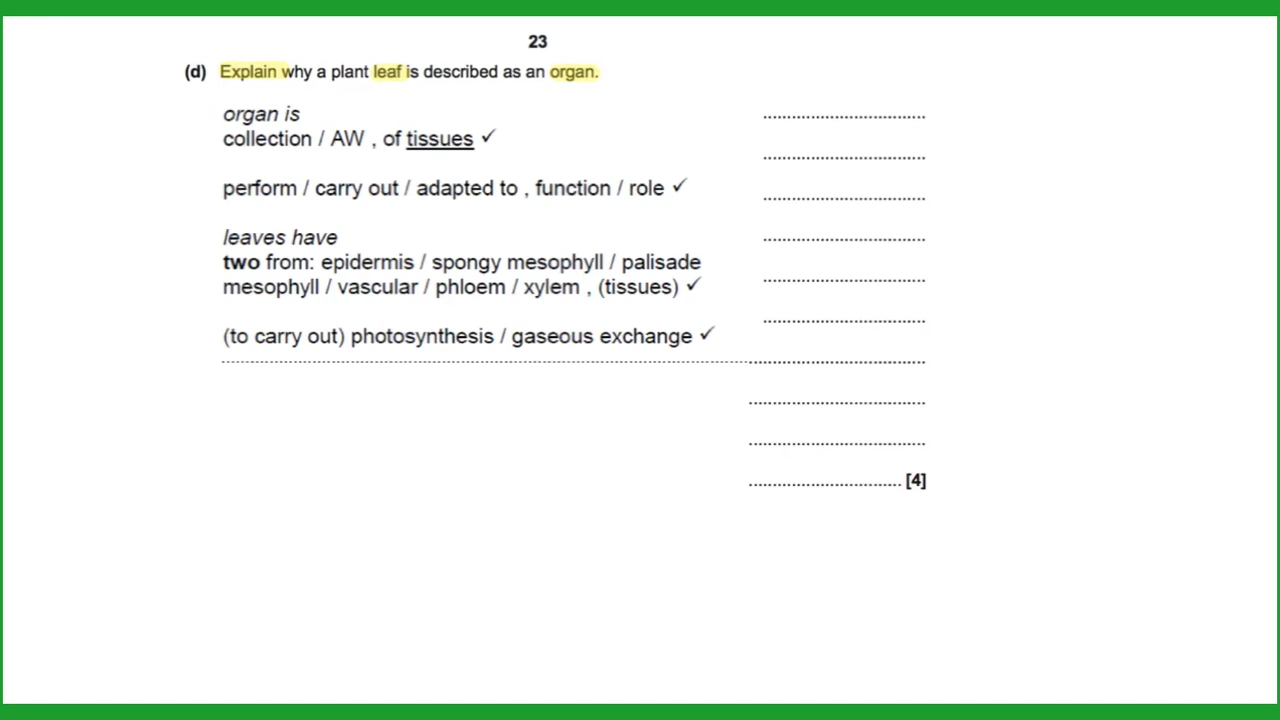 23
(d) Explain why a plant leaf is described as an organ.
organ is
collection / AW , of tissues ✓
perform / carry out / adapted to , function / role ✓
leaves have
two from: epidermis / spongy mesophyll / palisade
mesophyll / vascular / phloem / xylem , (tissues) ✓
(to carry out) photosynthesis / gaseous exchange ✓
[4]